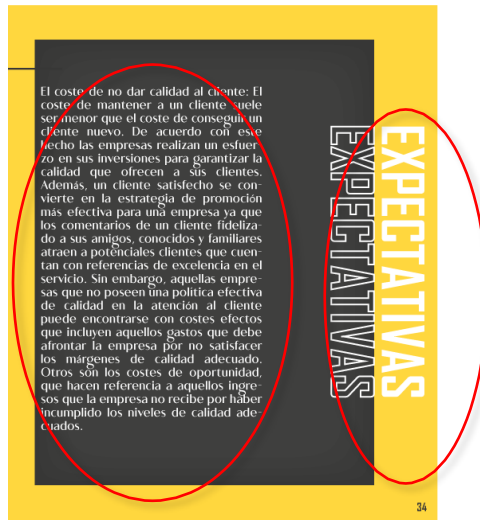 El coste de no dar calidad al cliente: El
coste de mantener a un cliente suele
ser menor que el coste de conseguir un
cliente nuevo. De acuerdo con este
hecho las empresas realizan un esfuer-
zo en sus inversiones para garantizar la
calidad que ofrecen a sus clientes.
Además, un cliente satisfecho se con-
vierte en la estrategia de promoción
más efectiva para una empresa ya que
los comentarios de un cliente fideliza-
do a sus amigos, conocidos y familiares
atraen a potenciales clientes que cuen-
tan con referencias de excelencia en el
servicio. Sin embargo, aquellas empre-
sas que no poseen una política efectiva
de calidad en la atención al cliente
puede encontrarse con costes efectos
que incluyen aquellos gastos que debe
afrontar la empresa por no satisfacer
los márgenes de calidad adecuado.
Otros son los costes de oportunidad,
que hacen referencia a aquellos ingre-
sos que la empresa no recibe por haber
incumplido los niveles de calidad ade-
cuados.
EXPECTATIVAS
EXPECTATIVAS
34